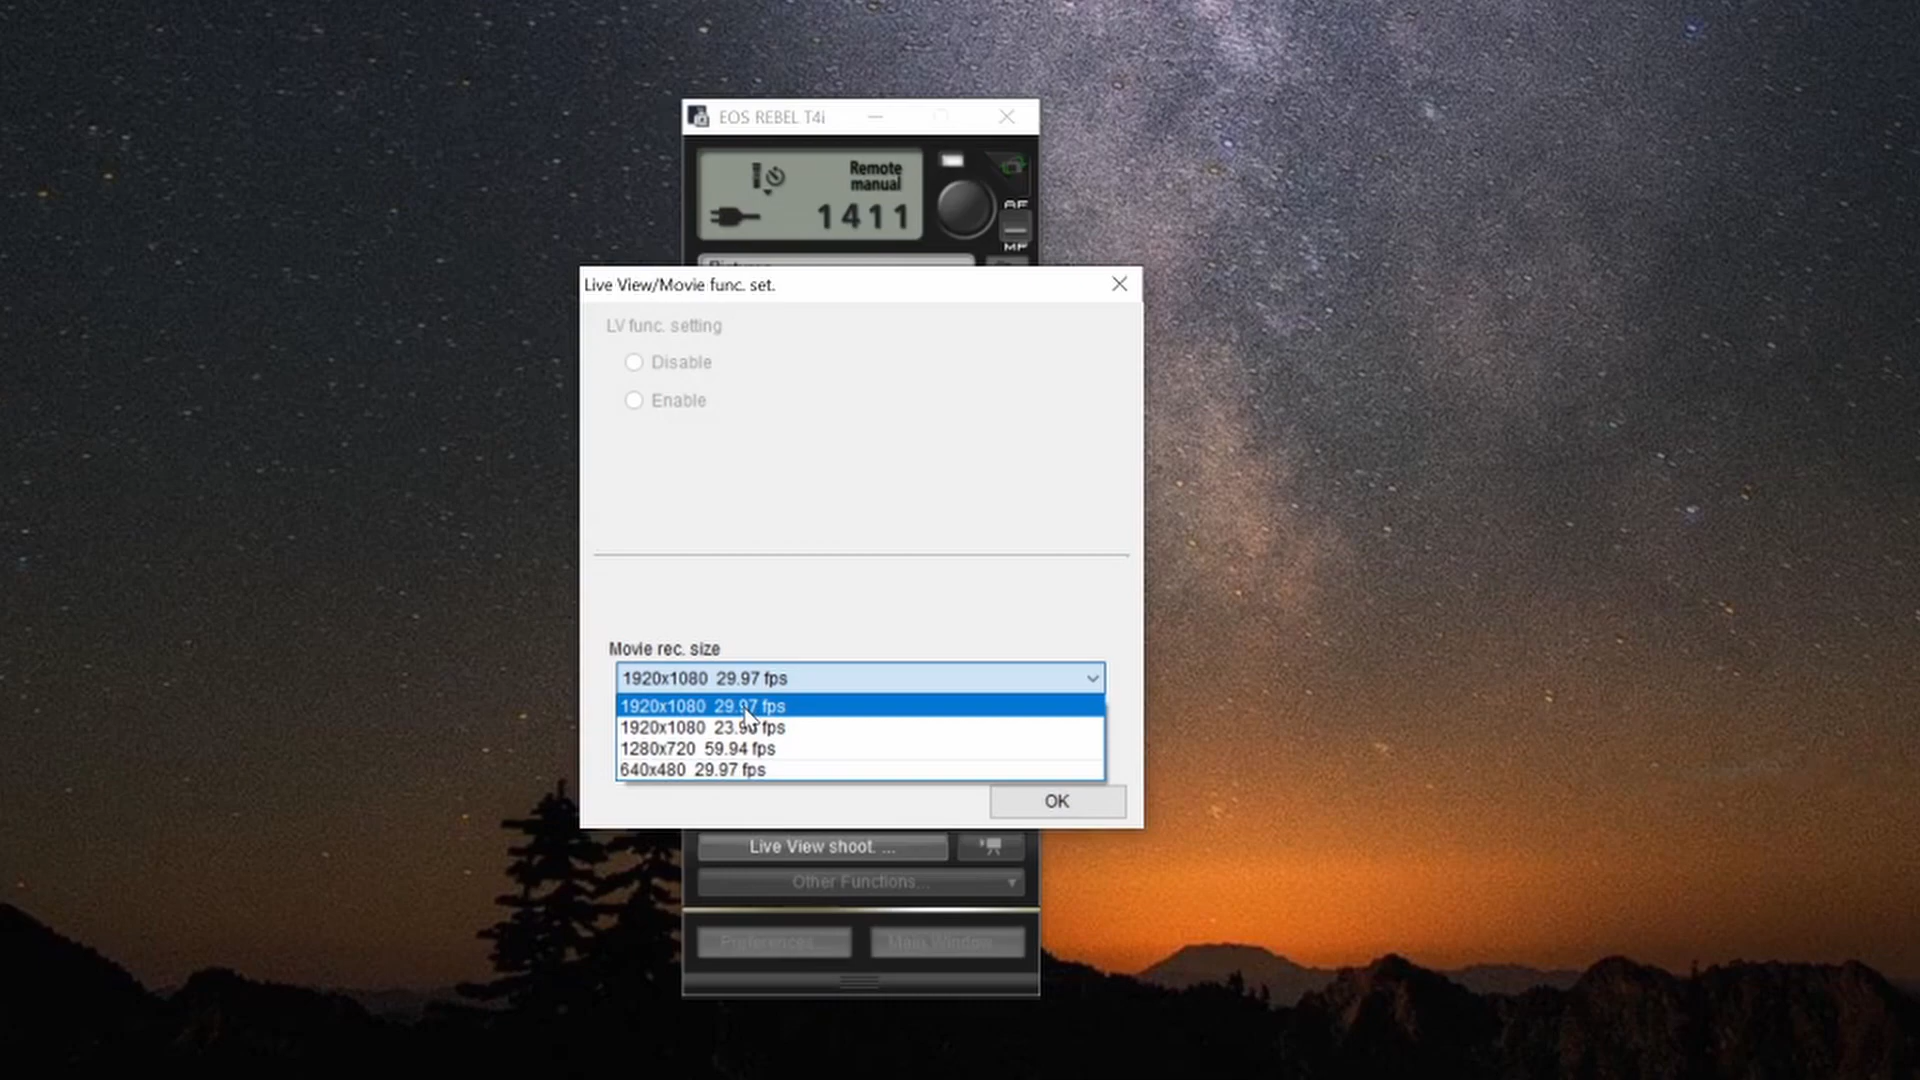 EOS REBEL T4i
Remote
manual
1411
AF
MF
Live View/Movie func. set.
LV func. setting
Disable
Enable
Movie rec. size
1920x1080 29.97 fps
1920x1080 29.97 fps
1920x1080 23.98 fps
1280x720 59.94 fps
640x480 29.97 fps
OK
Live View shoot. ...
Other Functions...
Preferences...
Main Window...